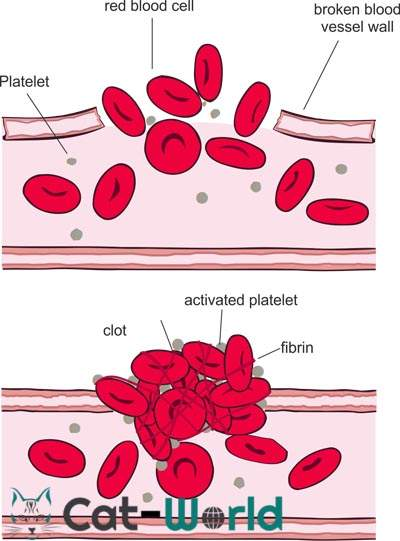 red blood cell
broken blood
vessel wall
Platelet
activated platelet
clot
fibrin
Cat-World